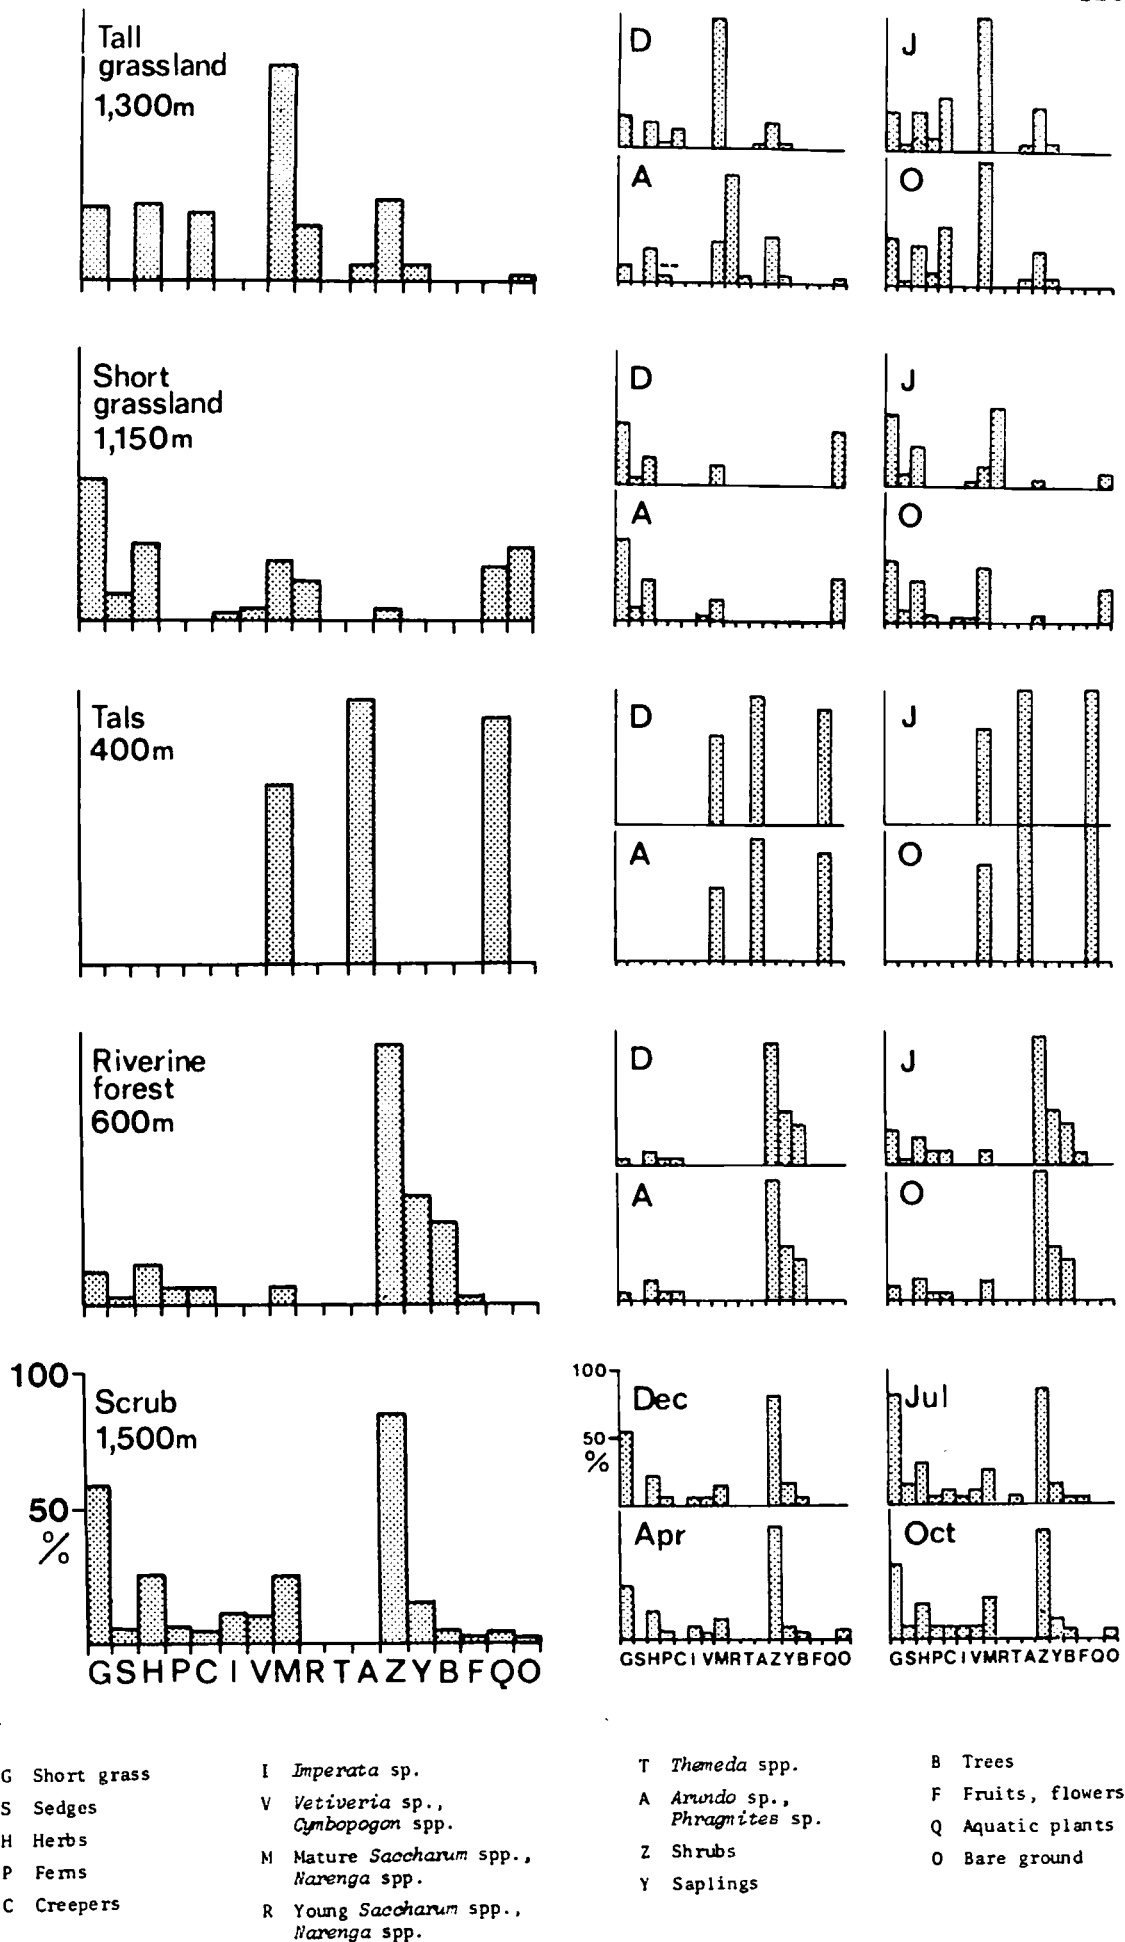 Tall
grassland
1,300m
D
J
A
O
Short
grassland
1,150m
D
J
A
O
Tals
400m
D
J
A
O
Riverine
forest
600m
D
J
A
O
100
Scrub
1,500m
50
%
GSHPCIVMRTAZYBFQO
100
Dec
50
%
Jul
Apr
Oct
GSHPCIVMRTAZYBFQO
GSHPCIVMRTAZYBFQO
G Short grass
S Sedges
H Herbs
P Ferns
C Creepers
I Imperata sp.
V Vetiveria sp.,
Cymbopogon spp.
M Mature Saccharum spp.,
Narenga spp.
R Young Saccharum spp.,
Narenga spp.
T Themeda spp.
A Arundo sp.,
Phragmites sp.
Z Shrubs
Y Saplings
B Trees
F Fruits, flowers
Q Aquatic plants
O Bare ground